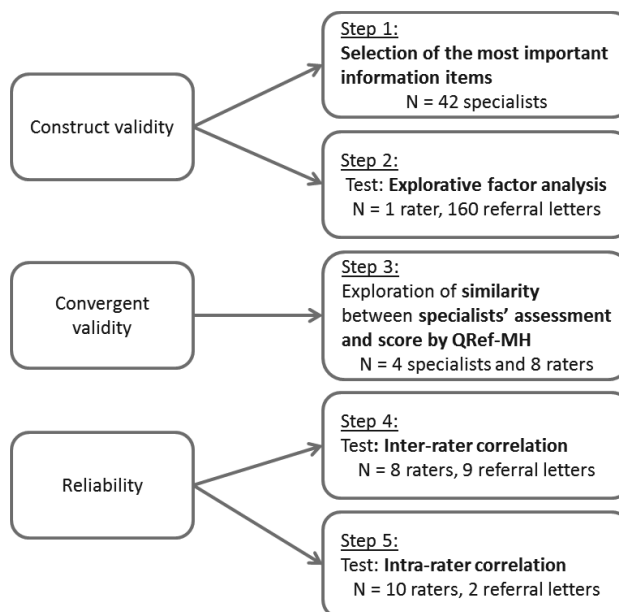 Construct validity
Step 1:
Selection of the most important
information items
N = 42 specialists
Step 2:
Test: Explorative factor analysis
N = 1 rater, 160 referral letters
Convergent
validity
Step 3:
Exploration of similarity
between specialists’ assessment
and score by QRef-MH
N = 4 specialists and 8 raters
Reliability
Step 4:
Test: Inter-rater correlation
N = 8 raters, 9 referral letters
Step 5:
Test: Intra-rater correlation
N = 10 raters, 2 referral letters